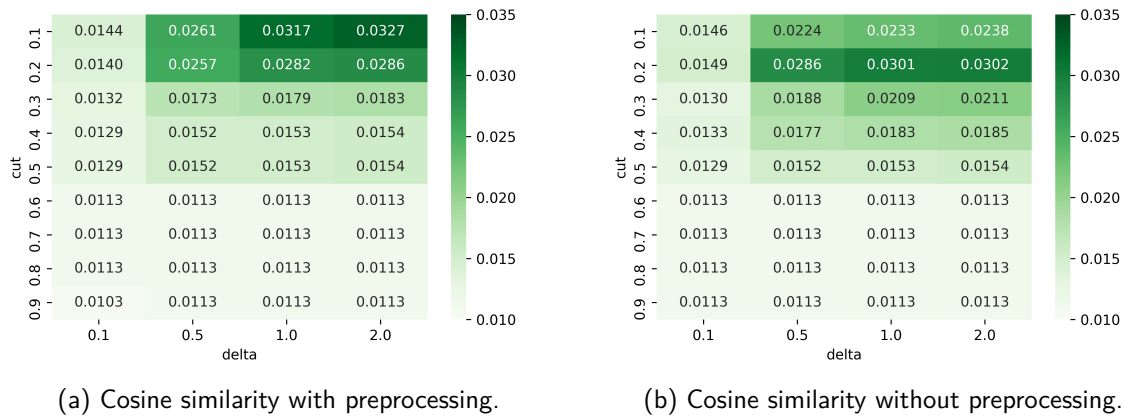 0.1 0.0144 0.0261 0.0317 0.0327
0.2 0.0140 0.0257 0.0282 0.0286
0.3 0.0132 0.0173 0.0179 0.0183
0.4 0.0129 0.0152 0.0153 0.0154
0.5 0.0129 0.0152 0.0153 0.0154
0.6 0.0113 0.0113 0.0113 0.0113
0.7 0.0113 0.0113 0.0113 0.0113
0.8 0.0113 0.0113 0.0113 0.0113
0.9 0.0103 0.0113 0.0113 0.0113
cut
0.1 0.5 1.0 2.0
delta
0.035
0.030
0.025
0.020
0.015
0.010
(a) Cosine similarity with preprocessing.
0.1 0.0146 0.0224 0.0233 0.0238
0.2 0.0149 0.0286 0.0301 0.0302
0.3 0.0130 0.0188 0.0209 0.0211
0.4 0.0133 0.0177 0.0183 0.0185
0.5 0.0129 0.0152 0.0153 0.0154
0.6 0.0113 0.0113 0.0113 0.0113
0.7 0.0113 0.0113 0.0113 0.0113
0.8 0.0113 0.0113 0.0113 0.0113
0.9 0.0113 0.0113 0.0113 0.0113
cut
0.1 0.5 1.0 2.0
delta
0.035
0.030
0.025
0.020
0.015
0.010
(b) Cosine similarity without preprocessing.